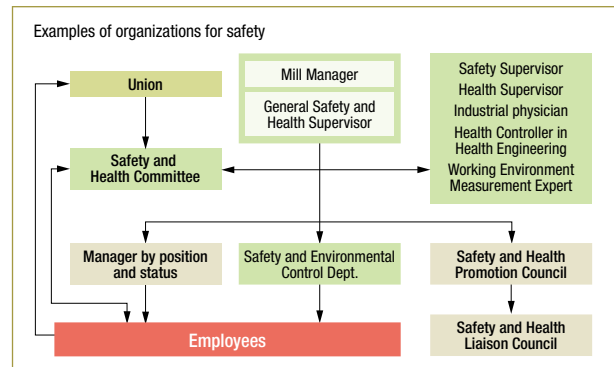 Examples of organizations for safety
Union
Mill Manager
General Safety and
Health Supervisor
Safety Supervisor
Health Supervisor
Industrial physician
Health Controller in
Health Engineering
Working Environment
Measurement Expert
Safety and
Health Committee
Manager by position
and status
Safety and Environmental
Control Dept.
Safety and Health
Promotion Council
Employees
Safety and Health
Liaison Council